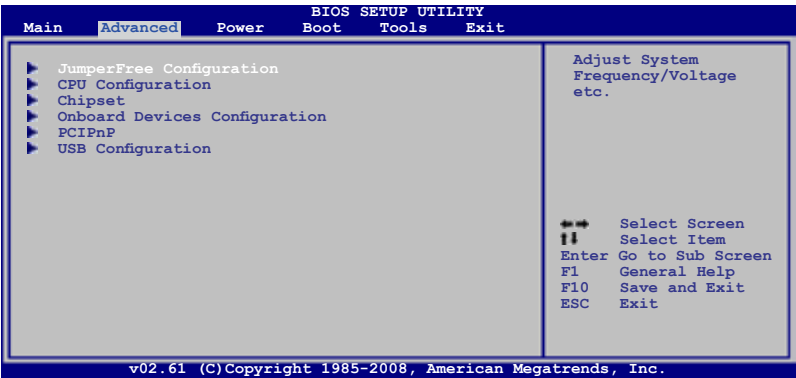 BIOS SETUP UTILITY
Main Advanced Power Boot Tools Exit
JumperFree Configuration
CPU Configuration
Chipset
Onboard Devices Configuration
PCIPnP
USB Configuration
Adjust System
Frequency/Voltage
etc.
Select Screen
Select Item
Enter Go to Sub Screen
F1 General Help
F10 Save and Exit
ESC Exit
v02.61 (C)Copyright 1985-2008, American Megatrends, Inc.